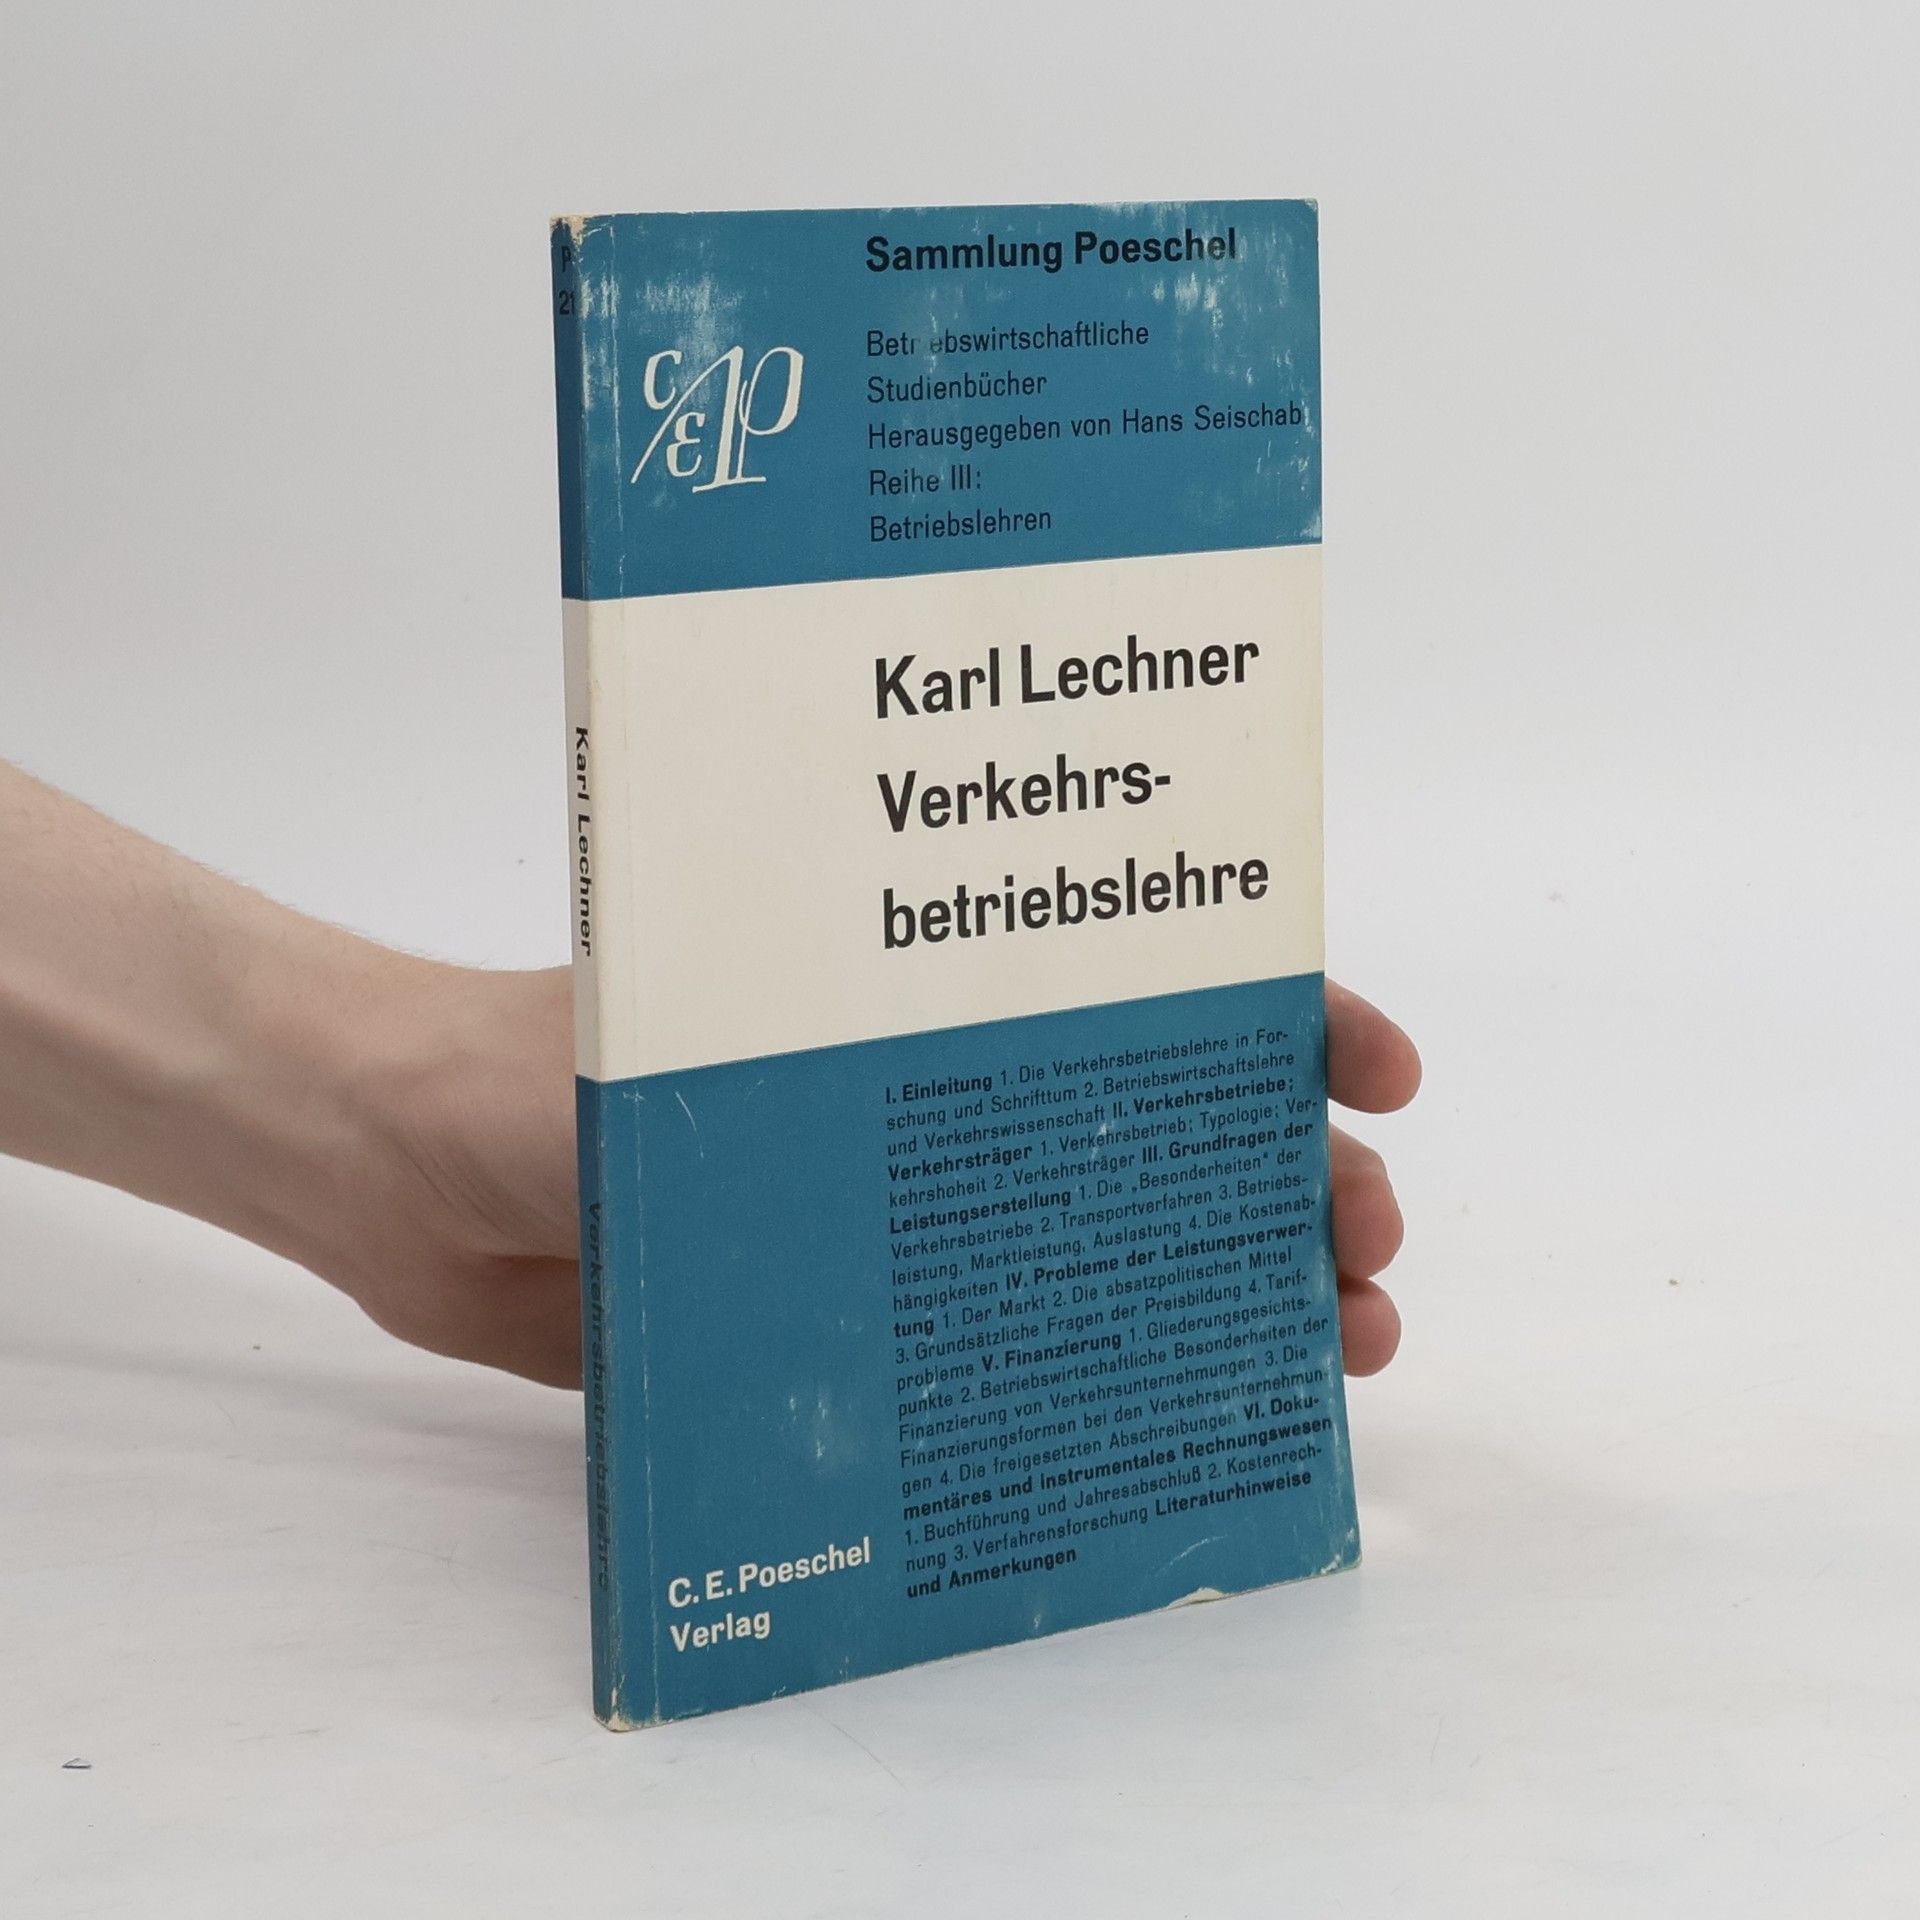 P
Karl Lechner
Verkehrsbetriebslehre
Sammlung Poeschel
Betr ebswirtschaftliche
Studienbücher
Herausgegeben von Hans Seischab
Reihe III:
Betriebslehren
C E P
Karl Lechner
Verkehrs-
betriebslehre
I. Einleitung 1. Die Verkehrsbetriebslehre in For-
schung und Schrifttum 2. Betriebswirtschaftslehre
und Verkehrswissenschaft II. Verkehrsbetriebe;
Verkehrsträger 1. Verkehrsbetrieb; Typologie; Ver-
kehrshoheit 2. Verkehrsträger III. Grundfragen der
Leistungserstellung 1. Die „Besonderheiten“ der
Verkehrsbetriebe 2. Transportverfahren 3. Betriebs-
leistung, Marktleistung, Auslastung 4. Die Kostenab-
hängigkeiten IV. Probleme der Leistungsverwer-
tung 1. Der Markt 2. Die absatzpolitischen Mittel
3. Grundsätzliche Fragen der Preisbildung 4. Tarif-
probleme V. Finanzierung 1. Gliederungsgesichts-
punkte 2. Betriebswirtschaftliche Besonderheiten der
Finanzierung von Verkehrsunternehmungen 3. Die
Finanzierungsformen bei den Verkehrsunternehmun-
gen 4. Die freigesetzten Abschreibungen VI. Doku-
mentäres und instrumentales Rechnungswesen
1. Buchführung und Jahresabschluß 2. Kostenrech-
nung 3. Verfahrensforschung Literaturhinweise
und Anmerkungen
C. E. Poeschel
Verlag